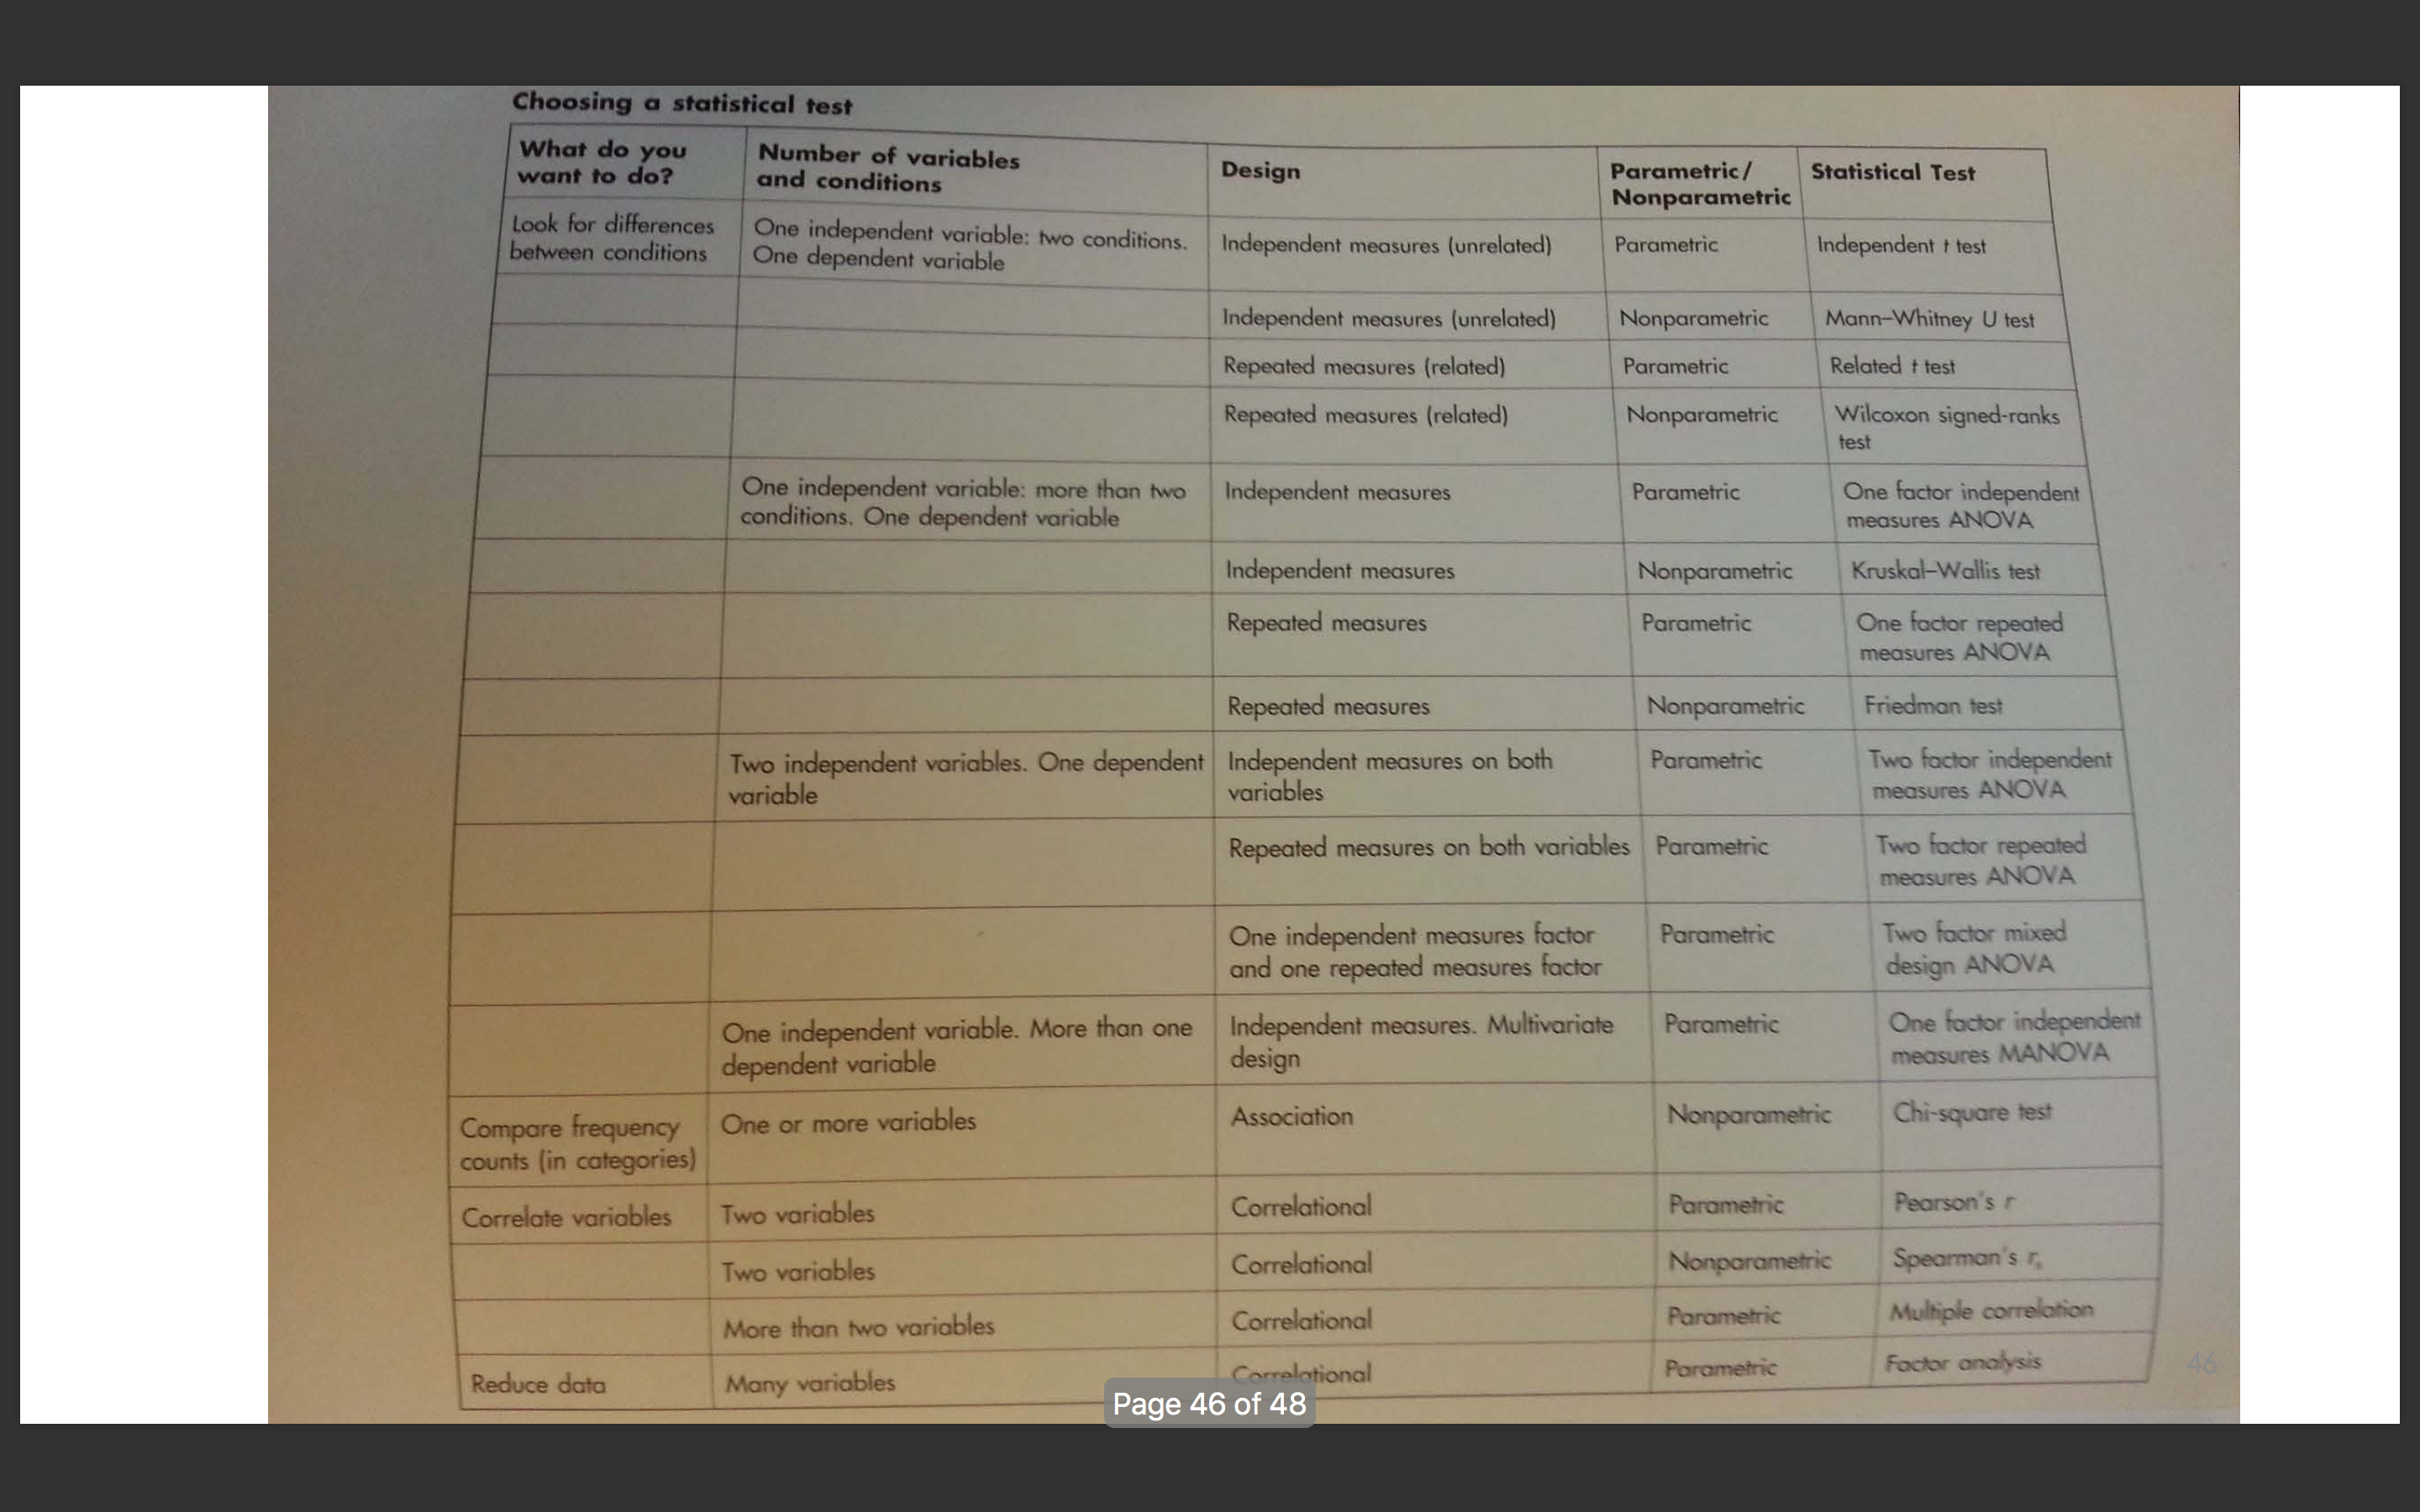 Choosing a statistical test
What do you
want to do?
Number of variables
and conditions
Design
Parametric/
Nonparametric
Statistical Test
Look for differences
between conditions
One independent variable: two conditions.
One dependent variable
Independent measures (unrelated)
Parametric
Independent t test
Independent measures (unrelated)
Nonparametric
Mann–Whitney U test
Repeated measures (related)
Parametric
Related t test
Repeated measures (related)
Nonparametric
Wilcoxon signed-ranks
test
One independent variable: more than two
conditions. One dependent variable
Independent measures
Parametric
One factor independent
measures ANOVA
Independent measures
Nonparametric
Kruskal–Wallis test
Repeated measures
Parametric
One factor repeated
measures ANOVA
Repeated measures
Nonparametric
Friedman test
Two independent variables. One dependent
variable
Independent measures on both
variables
Parametric
Two factor independent
measures ANOVA
Repeated measures on both variables
Parametric
Two factor repeated
measures ANOVA
One independent measures factor
and one repeated measures factor
Parametric
Two factor mixed
design ANOVA
One independent variable. More than one
dependent variable
Independent measures. Multivariate
design
Parametric
One factor independent
measures MANOVA
Compare frequency
counts (in categories)
One or more variables
Association
Nonparametric
Chi-square test
Correlate variables
Two variables
Correlational
Parametric
Pearson's r
Two variables
Correlational
Nonparametric
Spearman's rₛ
More than two variables
Correlational
Parametric
Multiple correlation
Reduce data
Many variables
Correlational
Parametric
Factor analysis
46
Page 46 of 48